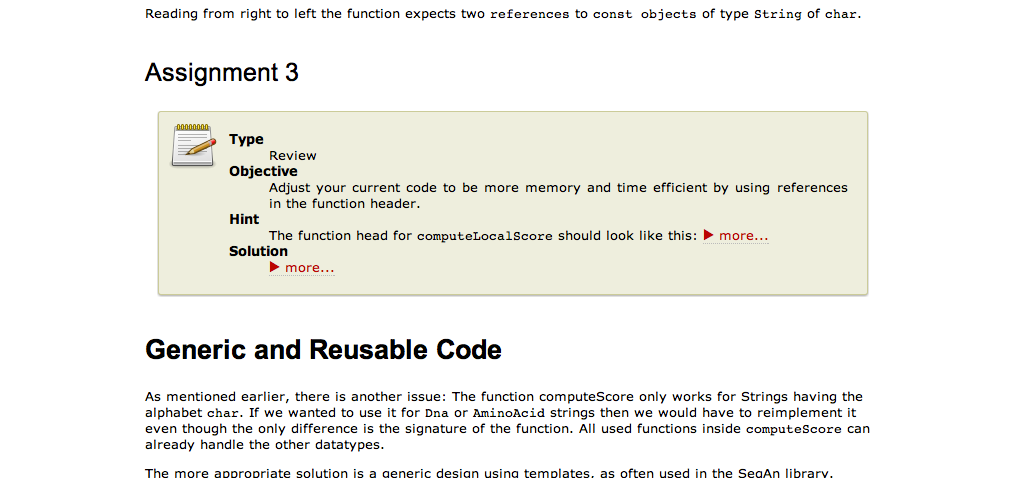 Reading from right to left the function expects two references to const objects of type String of char.
Assignment 3
Type
Review
Objective
Adjust your current code to be more memory and time efficient by using references
in the function header.
Hint
The function head for computeLocalScore should look like this: ▶ more...
Solution
▶ more...
Generic and Reusable Code
As mentioned earlier, there is another issue: The function computeScore only works for Strings having the
alphabet char. If we wanted to use it for Dna or AminoAcid strings then we would have to reimplement it
even though the only difference is the signature of the function. All used functions inside computeScore can
already handle the other datatypes.
The more appropriate solution is a generic design using templates, as often used in the SeqAn library.